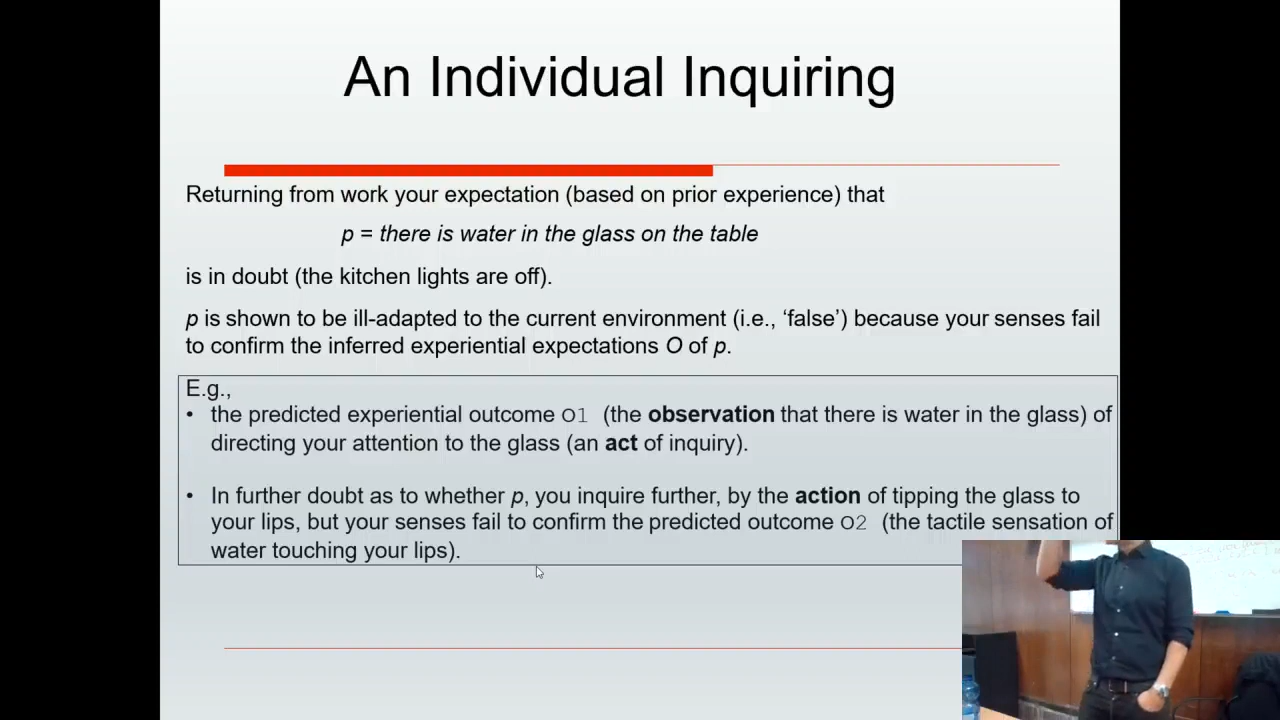 An Individual Inquiring
Returning from work your expectation (based on prior experience) that
p = there is water in the glass on the table
is in doubt (the kitchen lights are off).
p is shown to be ill-adapted to the current environment (i.e., ‘false’) because your senses fail
to confirm the inferred experiential expectations O of p.
E.g.,
• the predicted experiential outcome O1 (the observation that there is water in the glass) of
directing your attention to the glass (an act of inquiry).
• In further doubt as to whether p, you inquire further, by the action of tipping the glass to
your lips, but your senses fail to confirm the predicted outcome O2 (the tactile sensation of
water touching your lips).